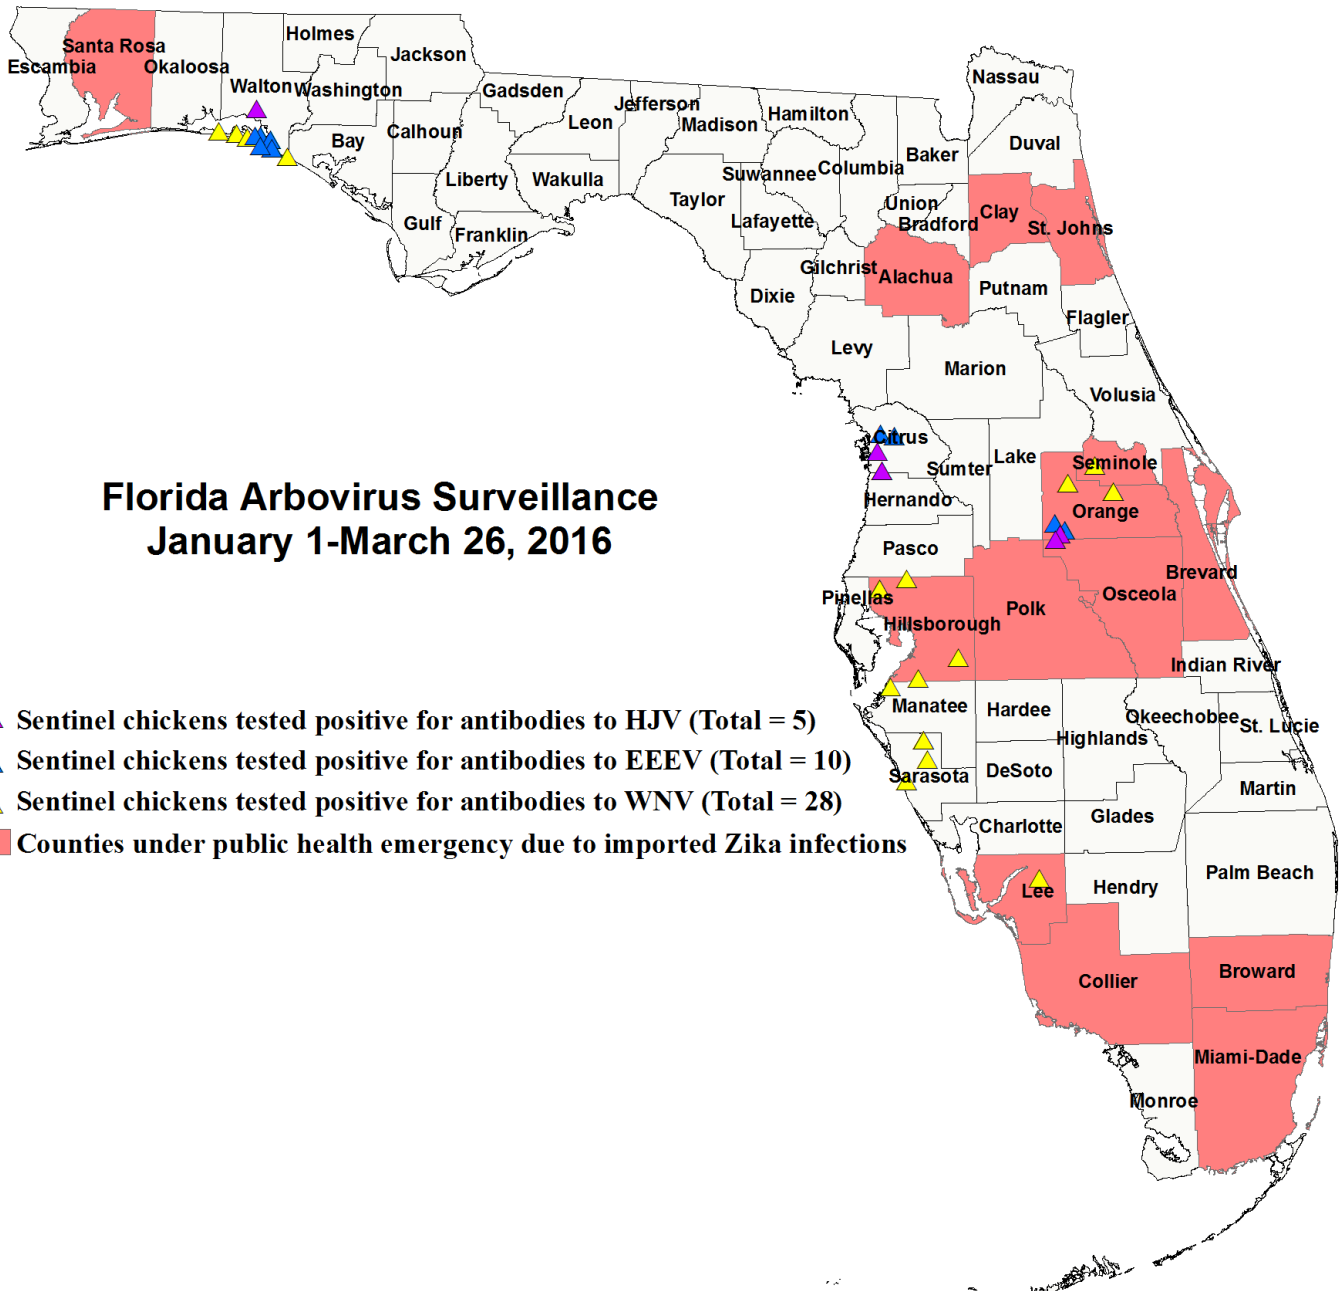 Holmes
Santa Rosa
Jackson
Escambia
Okaloosa
Walton
Washington
Gadsden
Nassau
Jefferson
Leon
Madison
Hamilton
Calhoun
Bay
Duval
Baker
Columbia
Suwannee
Liberty
Wakulla
Taylor
Union
Clay
Lafayette
Bradford
St. Johns
Gulf
Franklin
Gilchrist
Alachua
Putnam
Dixie
Flagler
Levy
Marion
Volusia
Citrus
Lake
Seminole
Sumter
Florida Arbovirus Surveillance
January 1-March 26, 2016
Hernando
Orange
Pasco
Brevard
Osceola
Pinellas
Polk
Hillsborough
Indian River
Manatee
Hardee
Okeechobee
St. Lucie
Highlands
Sentinel chickens tested positive for antibodies to HJV (Total = 5)
Sentinel chickens tested positive for antibodies to EEEV (Total = 10)
Sentinel chickens tested positive for antibodies to WNV (Total = 28)
Counties under public health emergency due to imported Zika infections
Sarasota
DeSoto
Martin
Charlotte
Glades
Palm Beach
Lee
Hendry
Collier
Broward
Miami-Dade
Monroe